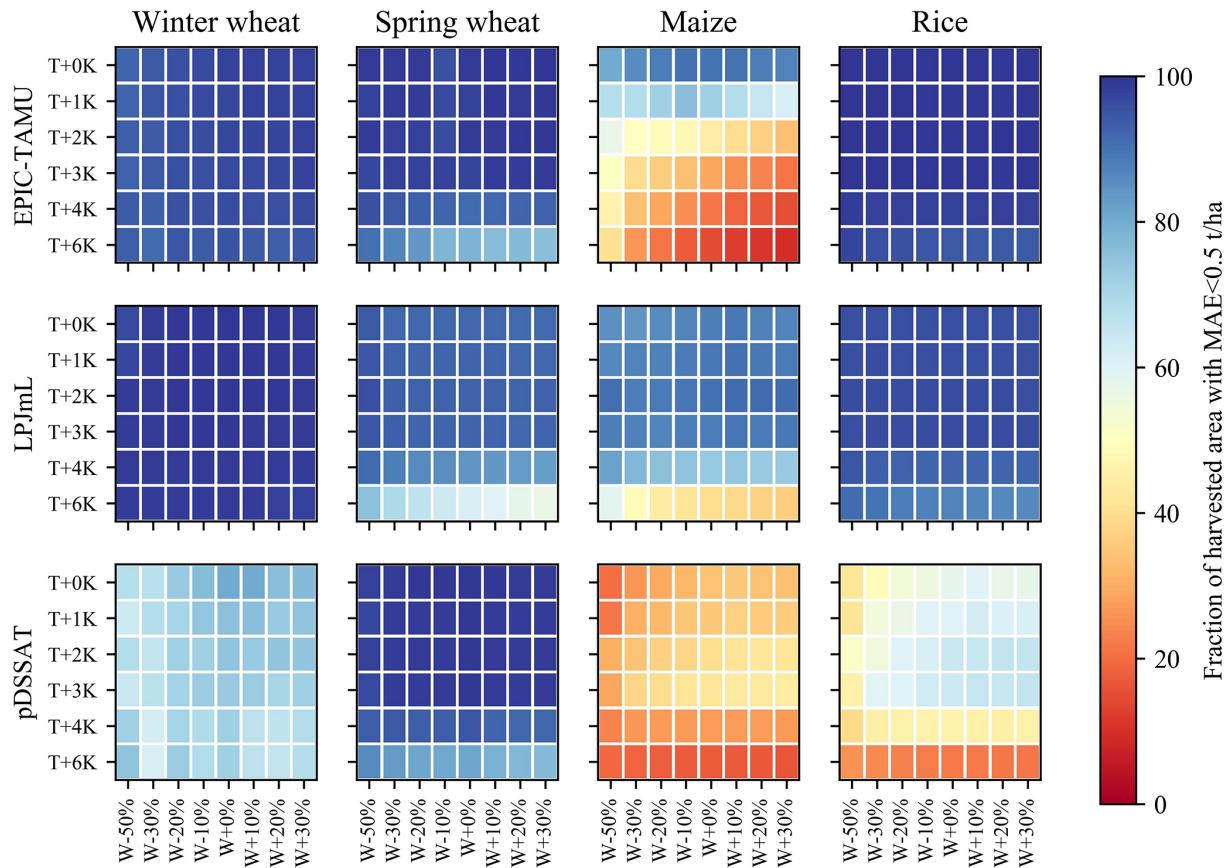 Winter wheat
Spring wheat
Maize
Rice
EPIC-TAMU
T+0K
T+1K
T+2K
T+3K
T+4K
T+6K
LPJmL
T+0K
T+1K
T+2K
T+3K
T+4K
T+6K
pDSSAT
T+0K
T+1K
T+2K
T+3K
T+4K
T+6K
W-50%
W-30%
W-20%
W-10%
W+0%
W+10%
W+20%
W+30%
W-50%
W-30%
W-20%
W-10%
W+0%
W+10%
W+20%
W+30%
W-50%
W-30%
W-20%
W-10%
W+0%
W+10%
W+20%
W+30%
W-50%
W-30%
W-20%
W-10%
W+0%
W+10%
W+20%
W+30%
100
80
60
40
20
0
Fraction of harvested area with MAE<0.5 t/ha